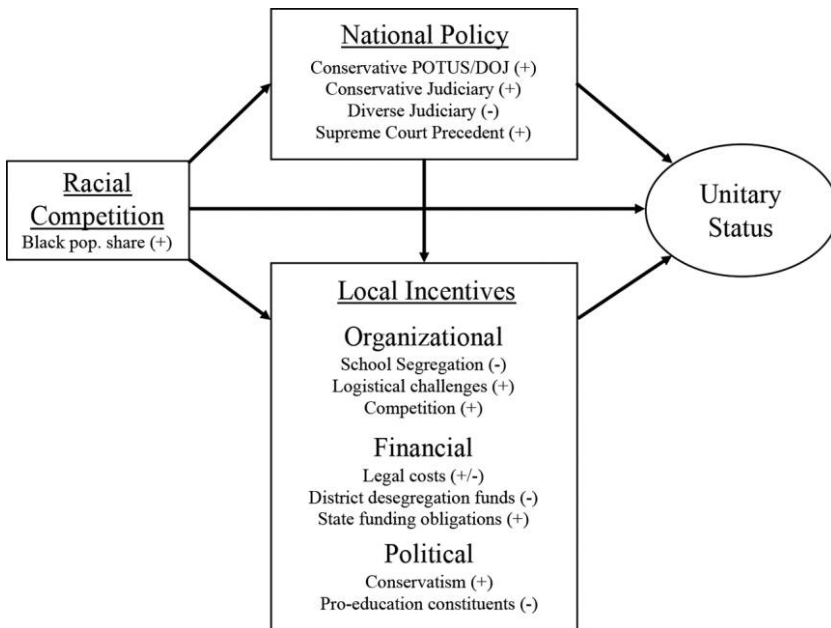 National Policy
Conservative POTUS/DOJ (+)
Conservative Judiciary (+)
Diverse Judiciary (-)
Supreme Court Precedent (+)
Racial
Competition
Black pop. share (+)
Unitary
Status
Local Incentives
Organizational
School Segregation (-)
Logistical challenges (+)
Competition (+)
Financial
Legal costs (+/-)
District desegregation funds (-)
State funding obligations (+)
Political
Conservatism (+)
Pro-education constituents (-)